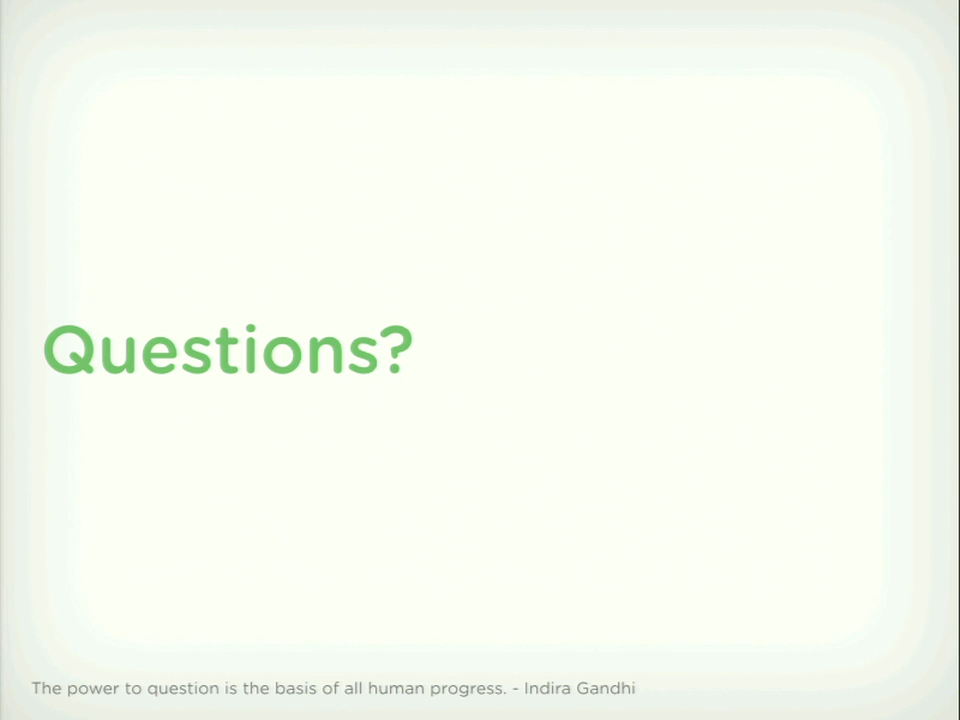 Questions?
The power to question is the basis of all human progress. - Indira Gandhi